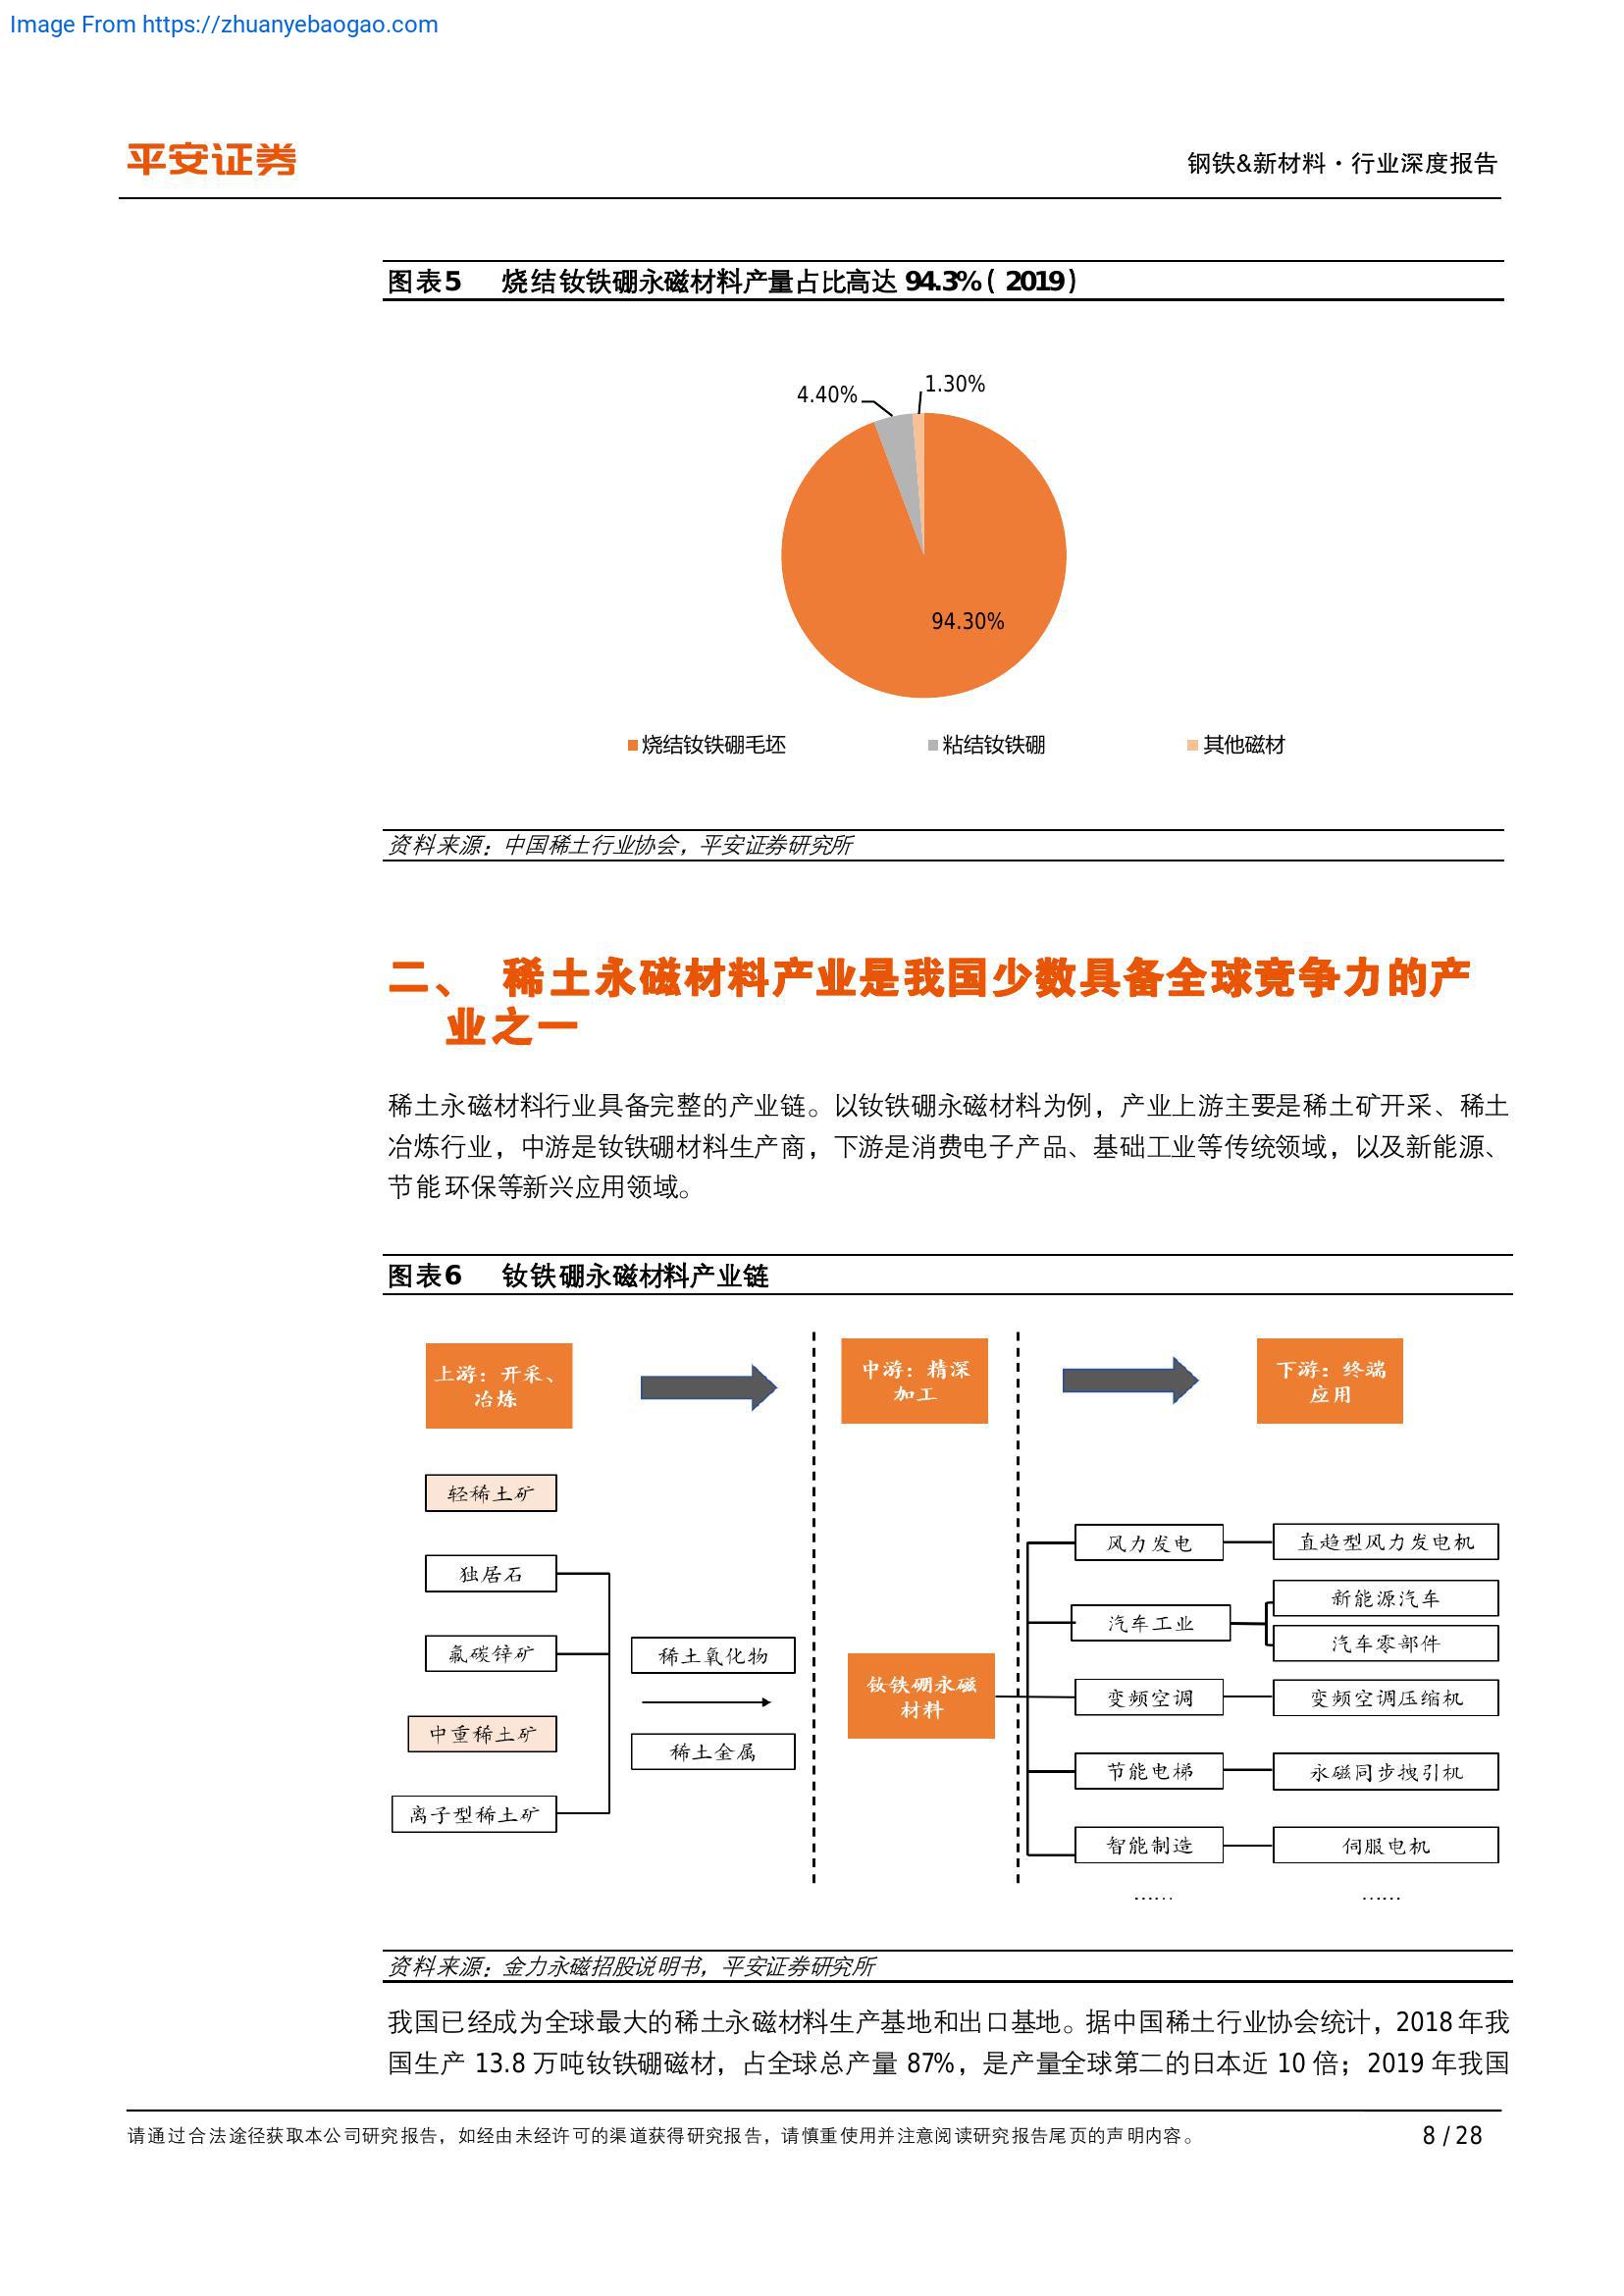 Image From https://zhuanyebaogao.com
平安证券
钢铁&新材料·行业深度报告
图表5 烧结钕铁硼永磁材料产量占比高达 94.3%(2019)
4.40%
1.30%
94.30%
烧结钕铁硼毛坯 粘结钕铁硼 其他磁材
资料来源：中国稀土行业协会，平安证券研究所
二、 稀土永磁材料产业是我国少数具备全球竞争力的产
业之一
稀土永磁材料行业具备完整的产业链。以钕铁硼永磁材料为例，产业上游主要是稀土矿开采、稀土
冶炼行业，中游是钕铁硼材料生产商，下游是消费电子产品、基础工业等传统领域，以及新能源、
节能环保等新兴应用领域。
图表6 钕铁硼永磁材料产业链
上游：开采、
冶炼
中游：精深
加工
下游：终端
应用
轻稀土矿
独居石
氟碳锌矿
中重稀土矿
离子型稀土矿
稀土氧化物
稀土金属
钕铁硼永磁
材料
风力发电 直趋型风力发电机
汽车工业
新能源汽车
汽车零部件
变频空调 变频空调压缩机
节能电梯 永磁同步拽引机
智能制造 伺服电机
…… ……
资料来源：金力永磁招股说明书，平安证券研究所
我国已经成为全球最大的稀土永磁材料生产基地和出口基地。据中国稀土行业协会统计，2018 年我
国生产 13.8 万吨钕铁硼磁材，占全球总产量 87%，是产量全球第二的日本近 10 倍；2019 年我国
请通过合法途径获取本公司研究报告，如经由未经许可的渠道获得研究报告，请慎重使用并注意阅读研究报告尾页的声明内容。
8 / 28